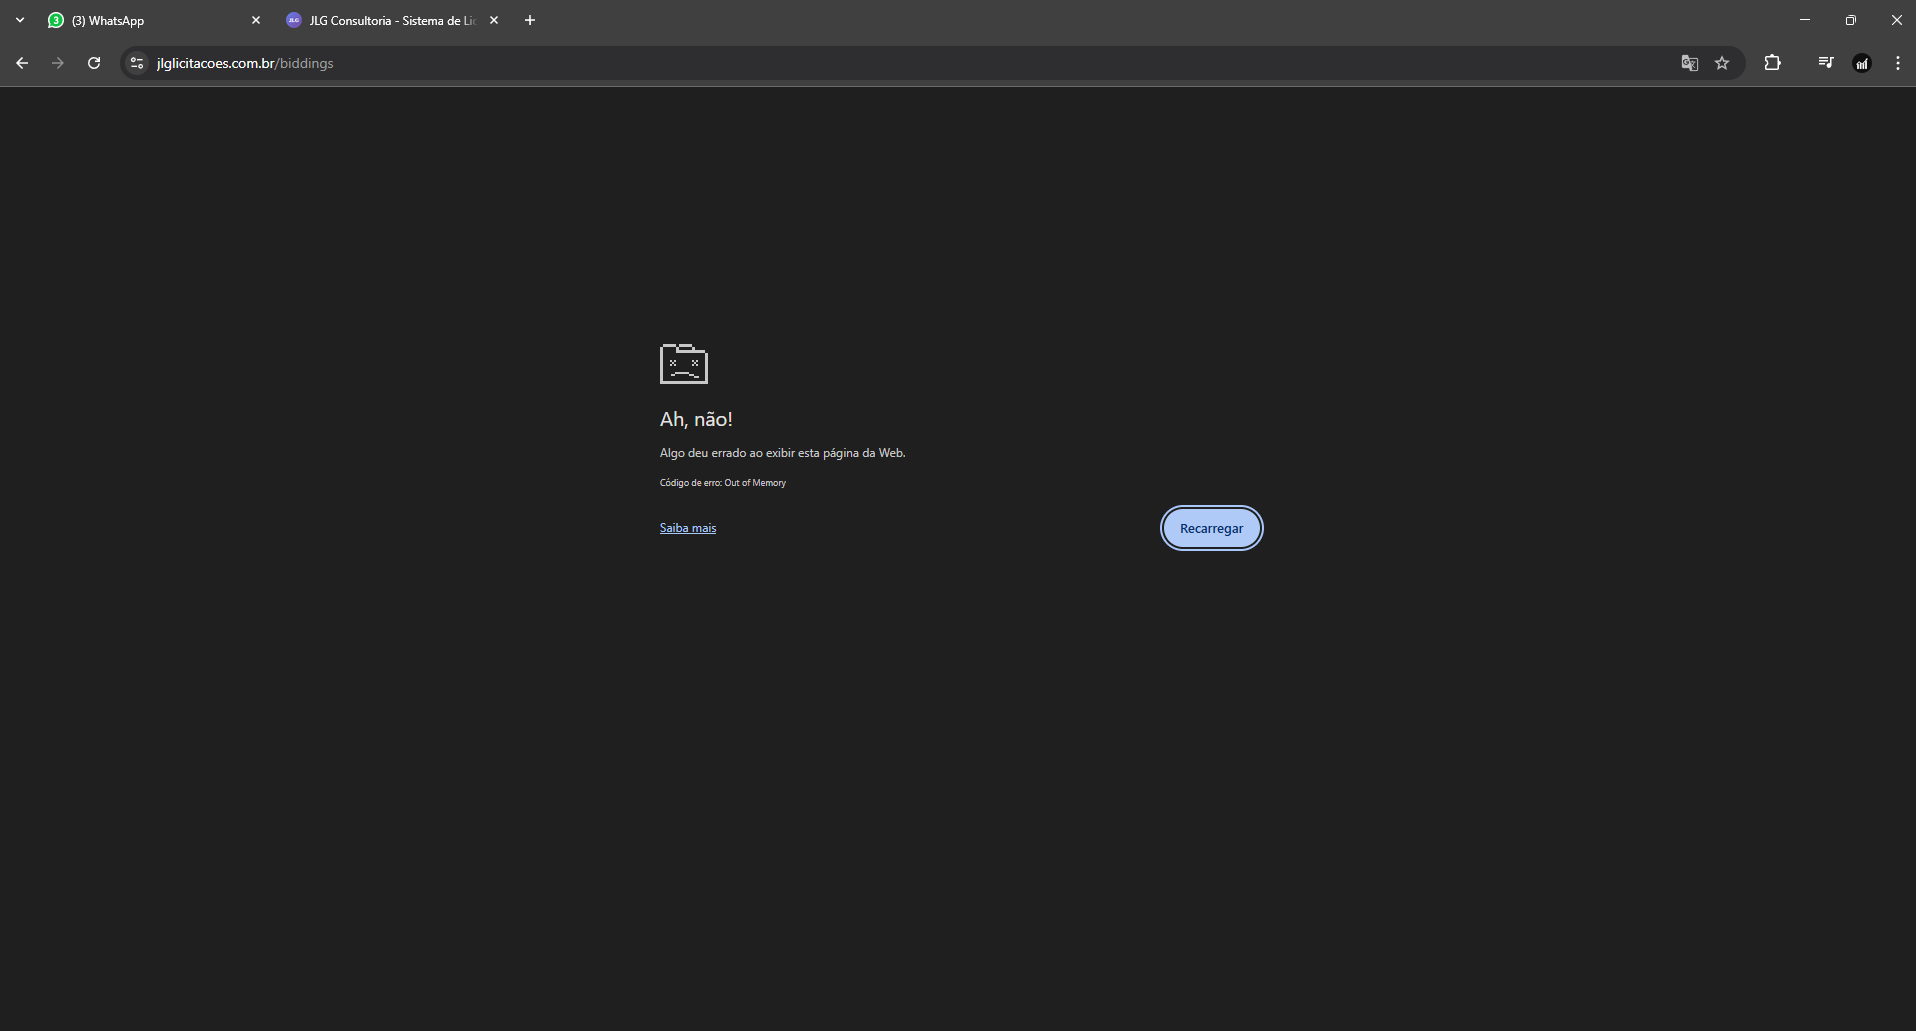 (3) WhatsApp
JLG Consultoria - Sistema de Lic
jlglicitacoes.com.br/biddings
Ah, não!
Algo deu errado ao exibir esta página da Web.
Código de erro: Out of Memory
Saiba mais
Recarregar